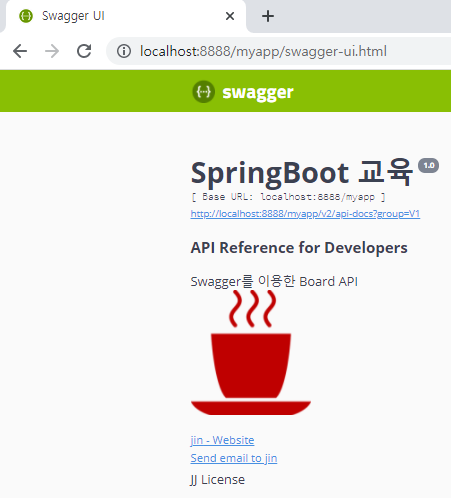 Swagger UI
localhost:8888/myapp/swagger-ui.html
swagger
SpringBoot 교육 1.0
[ Base URL: localhost:8888/myapp ]
http://localhost:8888/myapp/v2/api-docs?group=V1
API Reference for Developers
Swagger를 이용한 Board API
jin - Website
Send email to jin
JJ License